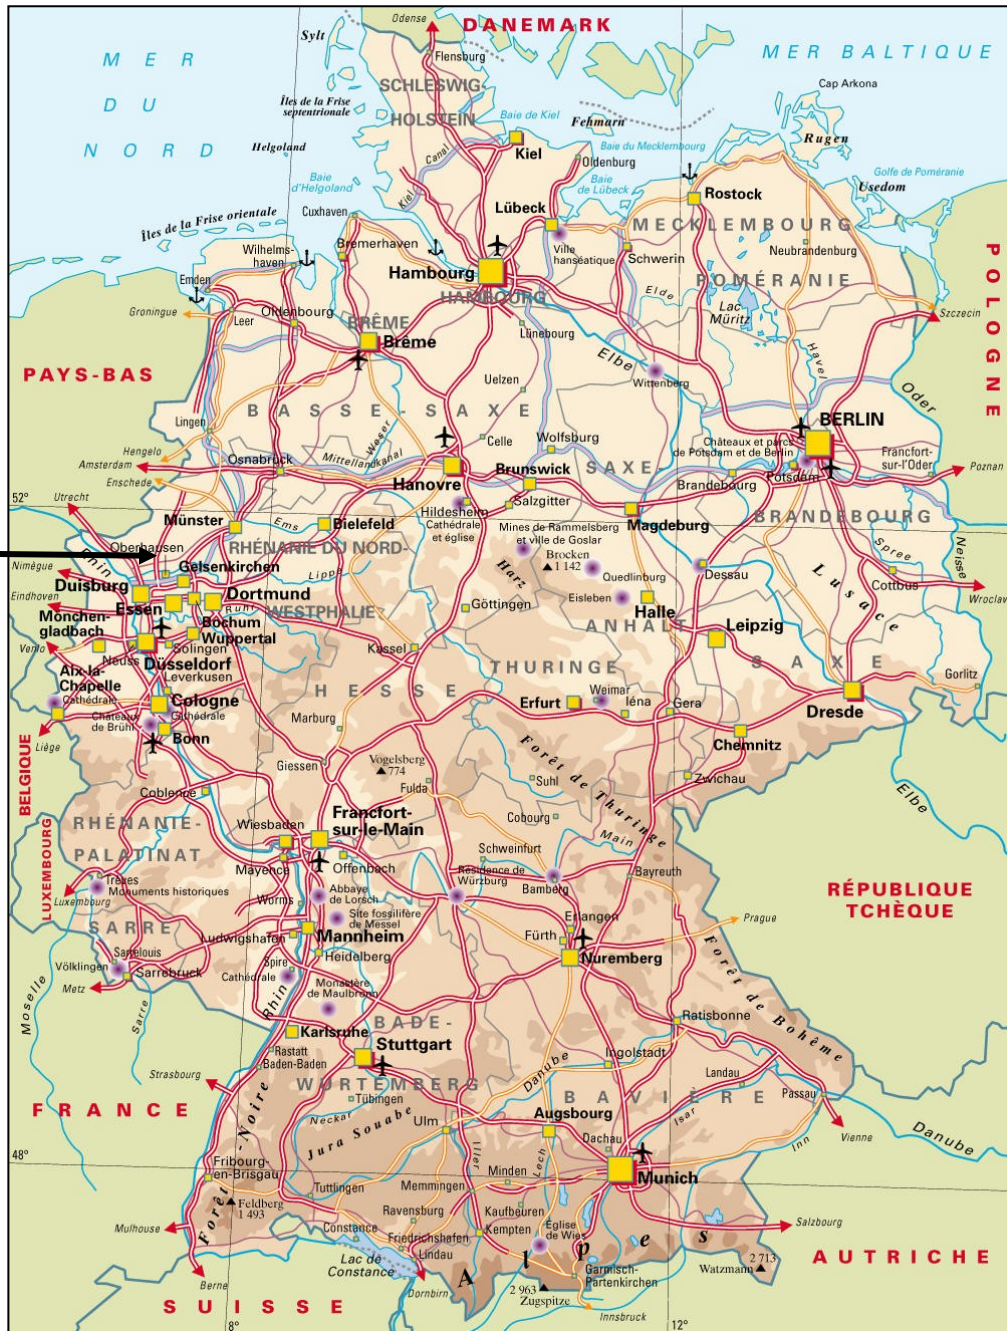 Odense
DANEMARK
MER
DU
NORD
Sylt
Flensburg
MER BALTIQUE
SCHLESWIG-
HOLSTEIN
Îles de la Frise
septentrionale
Baie de Kiel
Fehmarn
Cap Arkona
Helgoland
Kiel
Canal
Kiel
Baie du Mecklembourg
Oldenburg
Rugen
Baie
d'Helgoland
Baie
de Lübeck
Rostock
Golfe de Poméranie
Usedom
Îles de la Frise orientale
Cuxhaven
Lübeck
MECKLEMBOURG-
Wilhelms-
haven
Bremerhaven
Ville
hanséatique
Schwerin
Neubrandenburg
Emden
Hambourg
HAMBOURG
POMÉRANIE
POLOGNE
Elde
Lac
Müritz
Groningue
Leer
Oldenbourg
BRÊME
Brême
Lünebourg
Szczecin
Elbe
Havel
PAYS-BAS
Wittenberg
Uelzen
Oder
BASSE-SAXE
Lingen
Weser
Celle
BERLIN
Hengelo
Amsterdam
Enschede
Osnabrück
Mittellandkanal
Wolfsburg
Châteaux et parcs
de Potsdam et de Berlin
Francfort-
sur-l'Oder
Poznan
Hanovre
Brunswick
SAXE-
Potsdam
Brandebourg
52°
Utrecht
Hildesheim
Cathédrale
et église
Salzgitter
Magdeburg
BRANDEBOURG
Münster
Ems
Bielefeld
Mines de Rammelsberg
et ville de Goslar
Oberhausen
RHÉNANIE DU NORD-
WESTPHALIE
Brocken
1 142
Harz
Spree
Neisse
Nimègue
Rhin
Gelsenkirchen
Lippe
Quedlinburg
Dessau
Cottbus
Lusace
Duisburg
Eindhoven
Essen
Dortmund
Ruhr
Göttingen
Eisleben
Halle
Wroclaw
Mönchen-
gladbach
Bochum
Wuppertal
ANHALT
Leipzig
Venlo
Neuss
Solingen
Kassel
Düsseldorf
Leverkusen
THURINGE
SAXE
Aix-la-
Chapelle
Cathédrale
HESSE
Gorlitz
Cologne
Cathédrale
Châteaux
de Brühl
Erfurt
Weimar
Iéna
Gera
Dresde
Bonn
Marburg
Chemnitz
Liège
BELGIQUE
Giessen
Vogelsberg
774
Forêt de Thuringe
Suhl
Zwichau
Coblence
Fulda
Elbe
RHÉNANIE-
PALATINAT
Wiesbaden
Francfort-
sur-le-Main
Cobourg
Main
Mayence
Offenbach
Schweinfurt
LUXEMBOURG
Trèves
Monuments historiques
Luxembourg
Résidence de
Würzburg
Bamberg
Bayreuth
RÉPUBLIQUE
TCHÈQUE
Worms
Abbaye
de Lorsch
Site fossilifère
de Messel
Erlangen
Prague
SARRE
Ludwigshafen
Mannheim
Fürth
Nuremberg
Heidelberg
Sarrelouis
Völklingen
Sarrebruck
Metz
Spire
Cathédrale
Monastère
de Maulbronn
Forêt de Bohême
Moselle
Sarre
Rhin
Karlsruhe
BADE-
WURTEMBERG
Ratisbonne
Rastatt
Baden-Baden
Stuttgart
Ingolstadt
Danube
Landau
Strasbourg
Passau
FRANCE
Tübingen
Neckar
BAVIÈRE
Isar
Augsbourg
Ulm
Jura Souabe
Dachau
Inn
Vienne
Danube
48°
Fribourg-
en-Brisgau
Forêt-Noire
Iller
Lech
Minden
Munich
Feldberg
1 493
Tuttlingen
Memmingen
Mulhouse
Ravensburg
Kaufbeuren
Salzbourg
Constance
Friedrichshafen
Kempten
Église
de Wies
Alpes
Lac de
Constance
Lindau
AUTRICHE
2 713
Watzmann
Berne
Dornbirn
Garmisch-
Partenkirchen
2 963
Zugspitze
Innsbruck
SUISSE
8°
12°